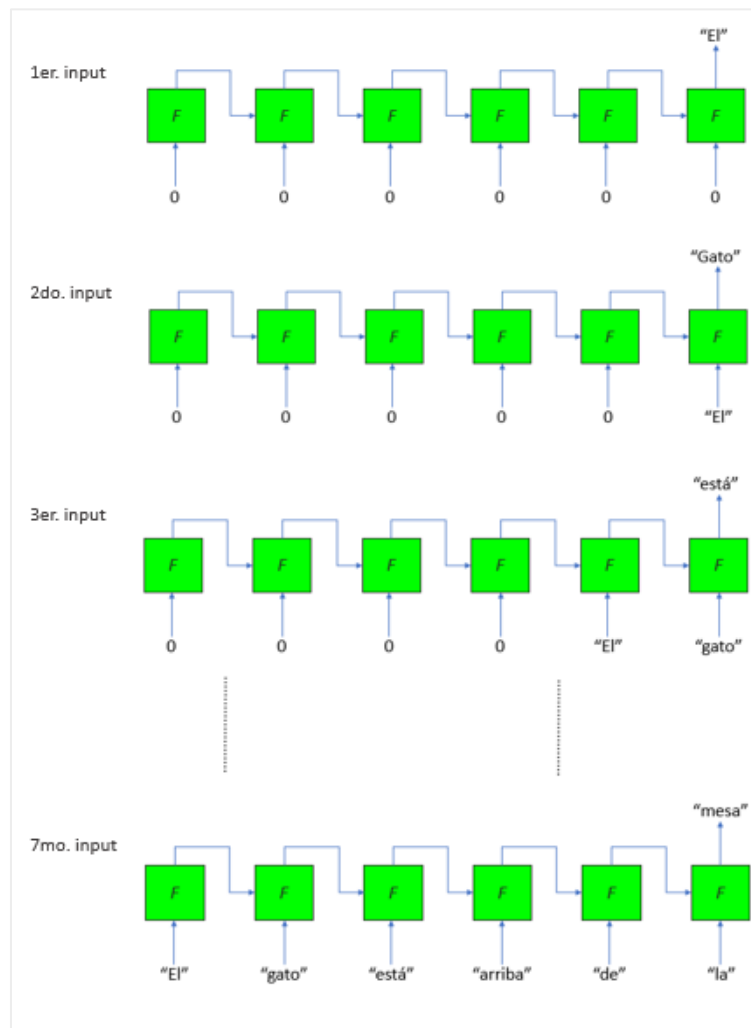 “El”
1er. input
F F F F F F
0 0 0 0 0 0
“Gato”
2do. input
F F F F F F
0 0 0 0 0 “El”
“está”
3er. input
F F F F F F
0 0 0 0 “El” “gato”
“mesa”
7mo. input
F F F F F F
“El” “gato” “está” “arriba” “de” “la”